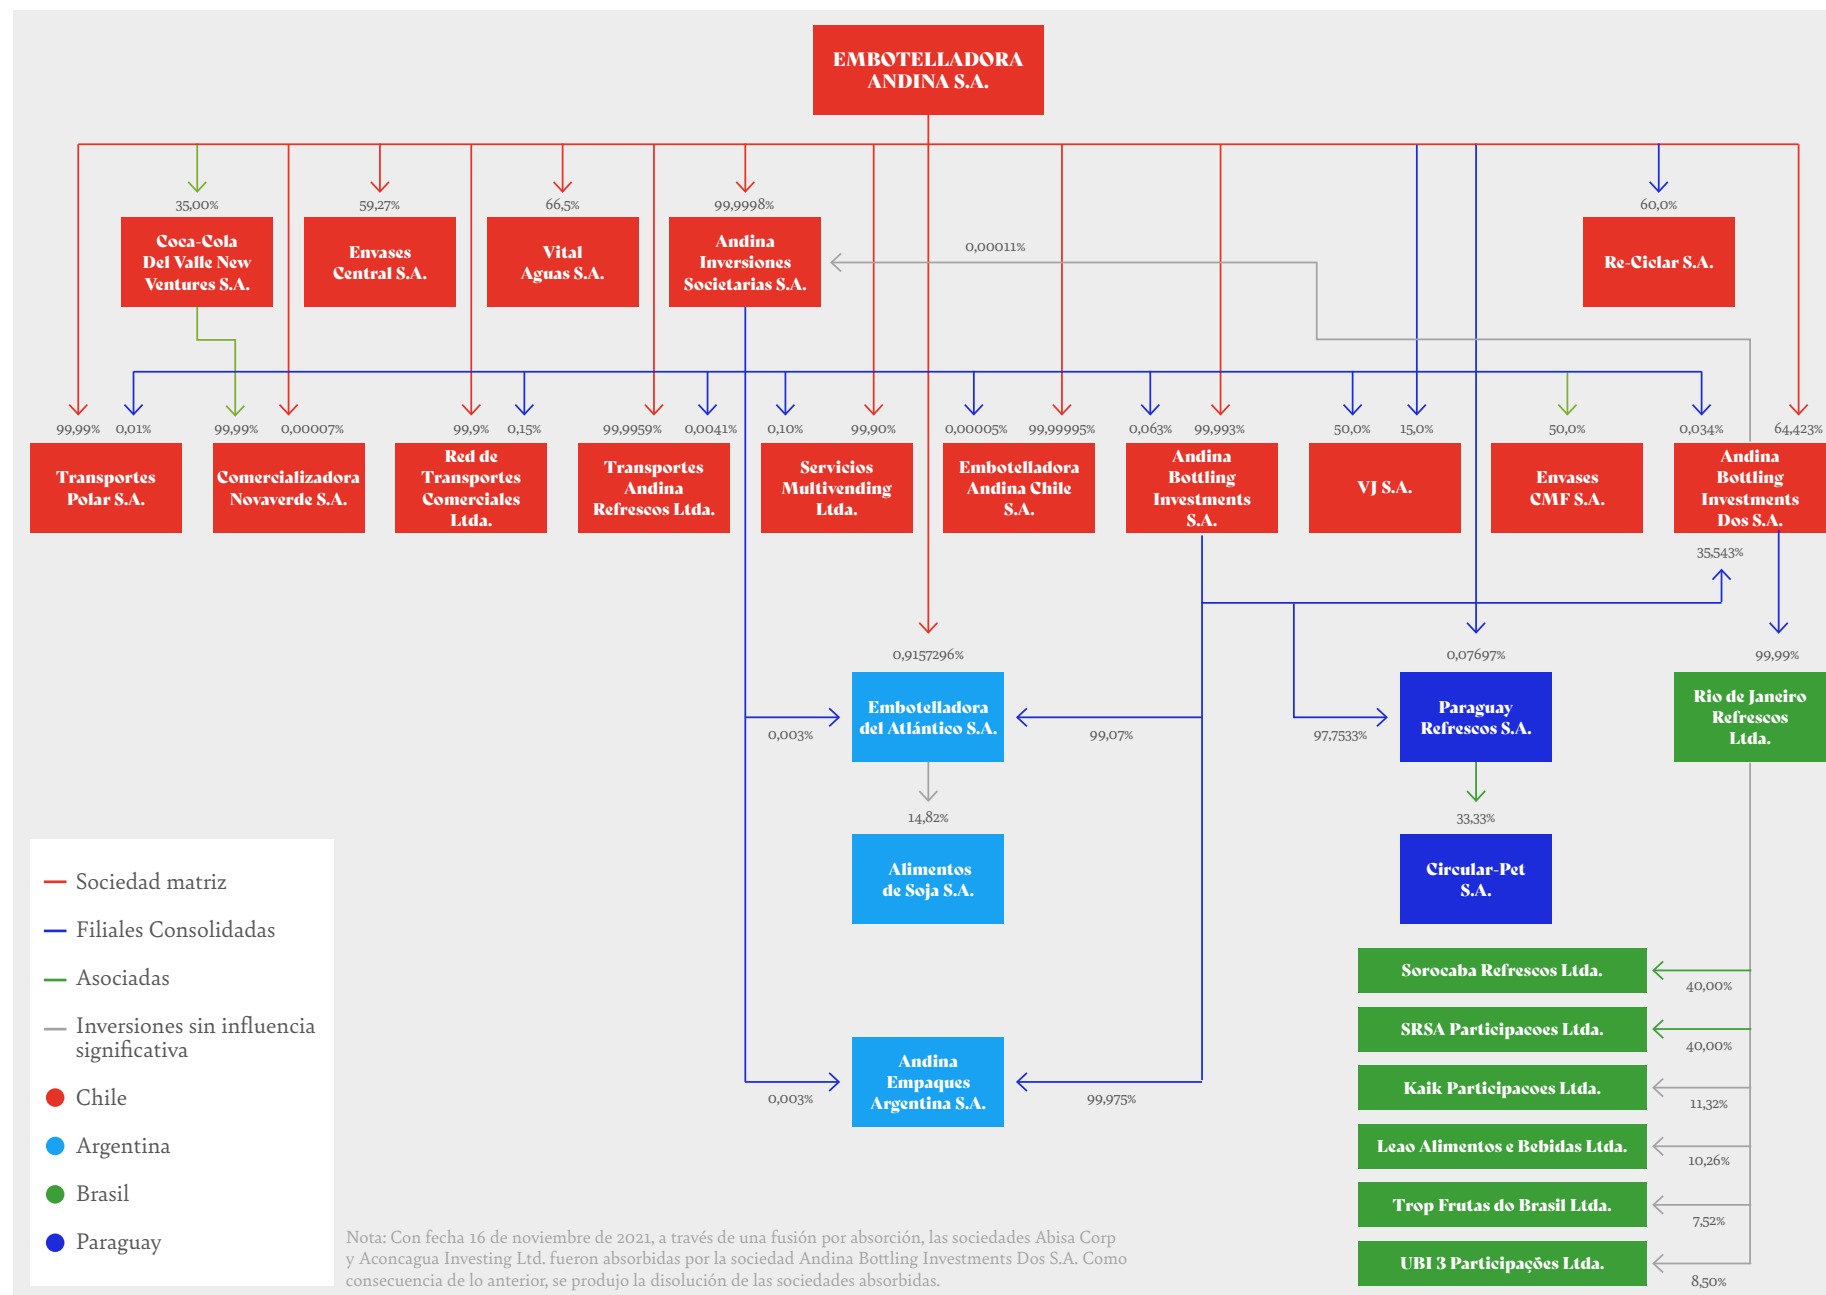 EMBOTELLADORA
ANDINA S.A.
35,00%
59,27%
66,5%
99,9998%
60,0%
Coca-Cola
Del Valle New
Ventures S.A.
Envases
Central S.A.
Vital
Aguas S.A.
Andina
Inversiones
Societarias S.A.
0,00011%
Re-Ciclar S.A.
99,99%
0,01%
99,99%
0,00007%
99,9%
0,15%
99,9959%
0,0041%
0,10%
99,90%
0,00005%
99,99995%
0,063%
99,993%
50,0%
15,0%
50,0%
0,034%
64,423%
Transportes
Polar S.A.
Comercializadora
Novaverde S.A.
Red de
Transportes
Comerciales
Ltda.
Transportes
Andina
Refrescos Ltda.
Servicios
Multivending
Ltda.
Embotelladora
Andina Chile
S.A.
Andina
Bottling
Investments
S.A.
VJ S.A.
Envases
CMF S.A.
Andina
Bottling
Investments
Dos S.A.
35,543%
0,9157296%
0,07697%
99,99%
Embotelladora
del Atlántico S.A.
Paraguay
Refrescos S.A.
Rio de Janeiro
Refrescos
Ltda.
0,003%
99,07%
97,7533%
14,82%
33,33%
Alimentos
de Soja S.A.
Circular-Pet
S.A.
Sorocaba Refrescos Ltda.
40,00%
SRSA Participacoes Ltda.
40,00%
Andina
Empaques
Argentina S.A.
0,003%
99,975%
Kaik Participacoes Ltda.
11,32%
Leao Alimentos e Bebidas Ltda.
10,26%
Trop Frutas do Brasil Ltda.
7,52%
UBI 3 Participações Ltda.
8,50%
Sociedad matriz
Filiales Consolidadas
Asociadas
Inversiones sin influencia
significativa
Chile
Argentina
Brasil
Paraguay
Nota: Con fecha 16 de noviembre de 2021, a través de una fusión por absorción, las sociedades Abisa Corp
y Aconcagua Investing Ltd. fueron absorbidas por la sociedad Andina Bottling Investments Dos S.A. Como
consecuencia de lo anterior, se produjo la disolución de las sociedades absorbidas.